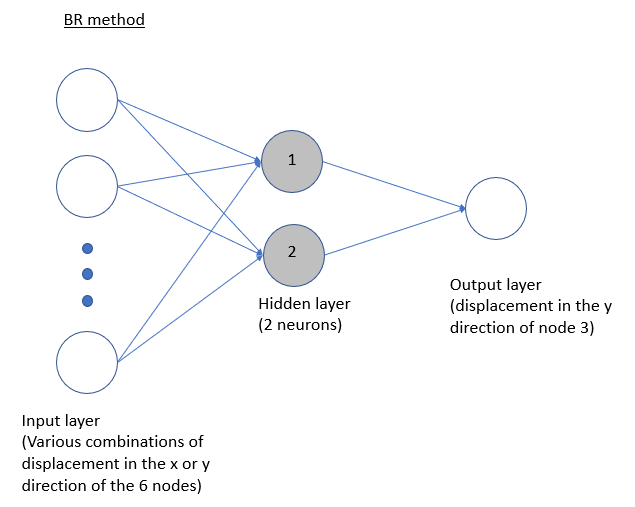 BR method
1
2
Hidden layer
(2 neurons)
Output layer
(displacement in the y
direction of node 3)
Input layer
(Various combinations of
displacement in the x or y
direction of the 6 nodes)